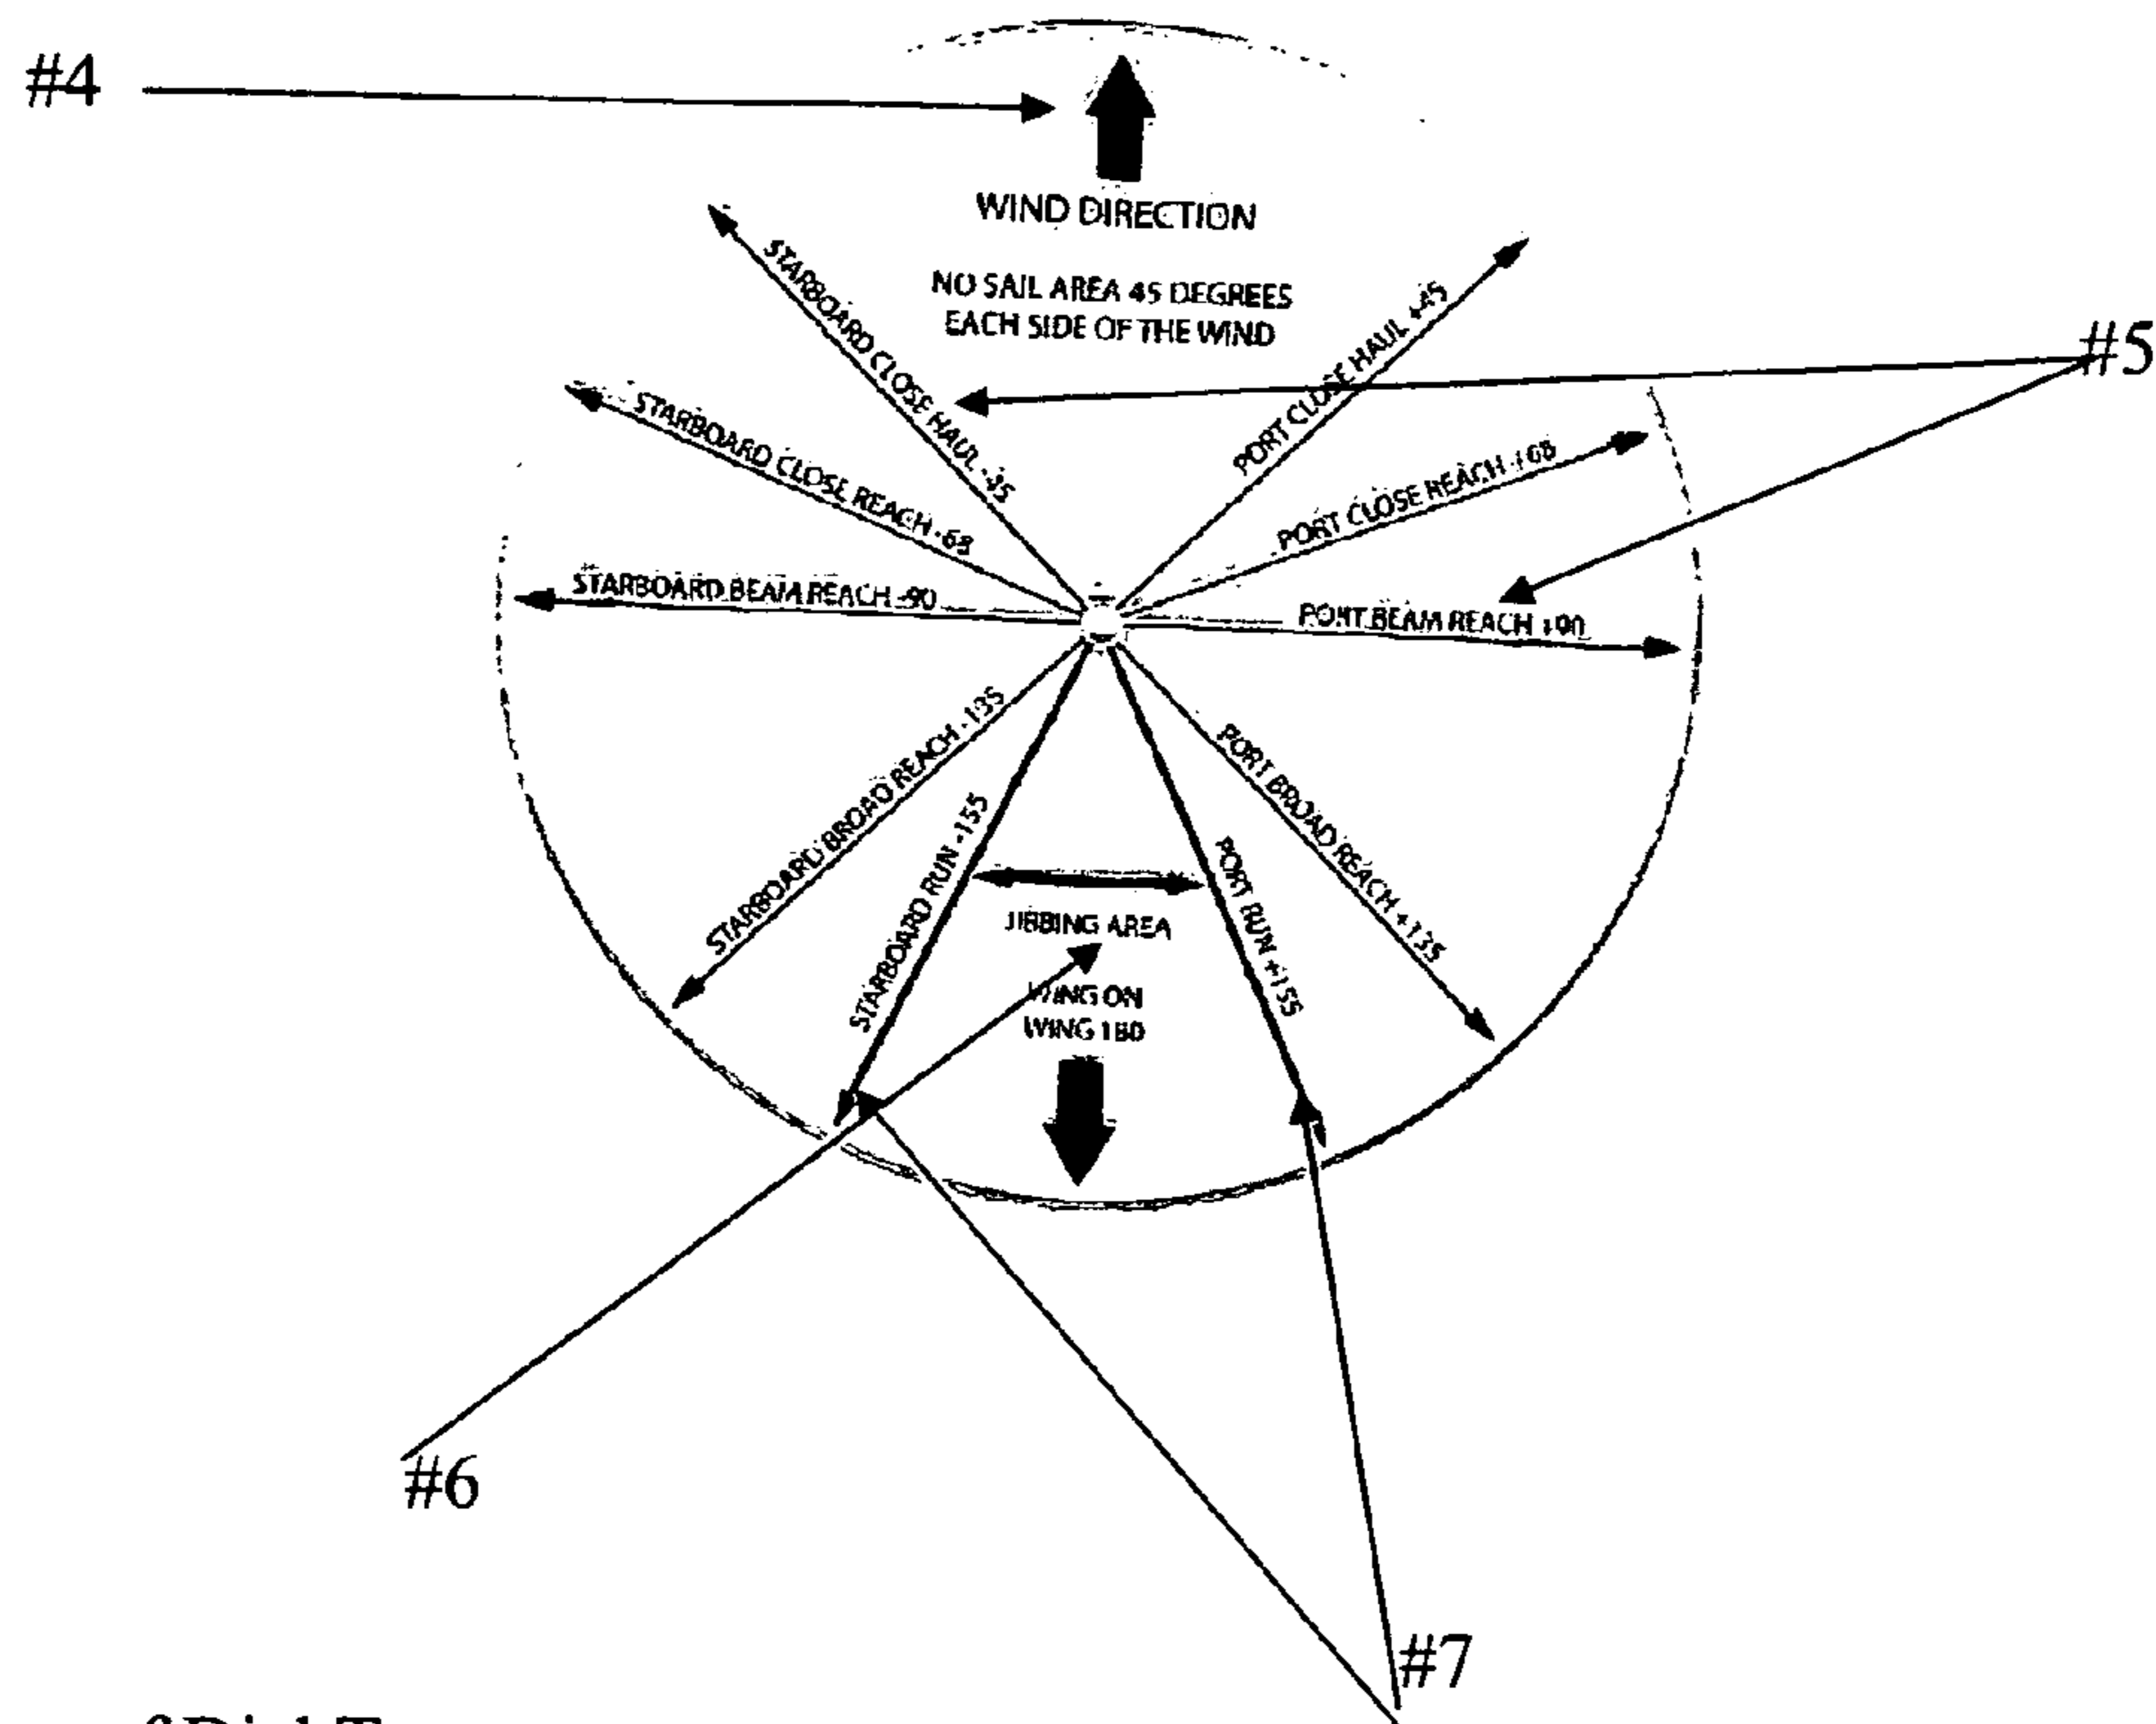 #4
WIND DIRECTION
NO SAIL AREA 45 DEGREES
EACH SIDE OF THE WIND
#5
STARBOARD CLOSE HAUL -45
PORT CLOSE HAUL +45
STARBOARD CLOSE REACH -68
PORT CLOSE REACH +68
STARBOARD BEAM REACH -90
PORT BEAM REACH +90
STARBOARD BROAD REACH -135
PORT BROAD REACH +135
STARBOARD RUN -155
PORT RUN +155
JIBBING AREA
WING ON
WING 180
#6
#7